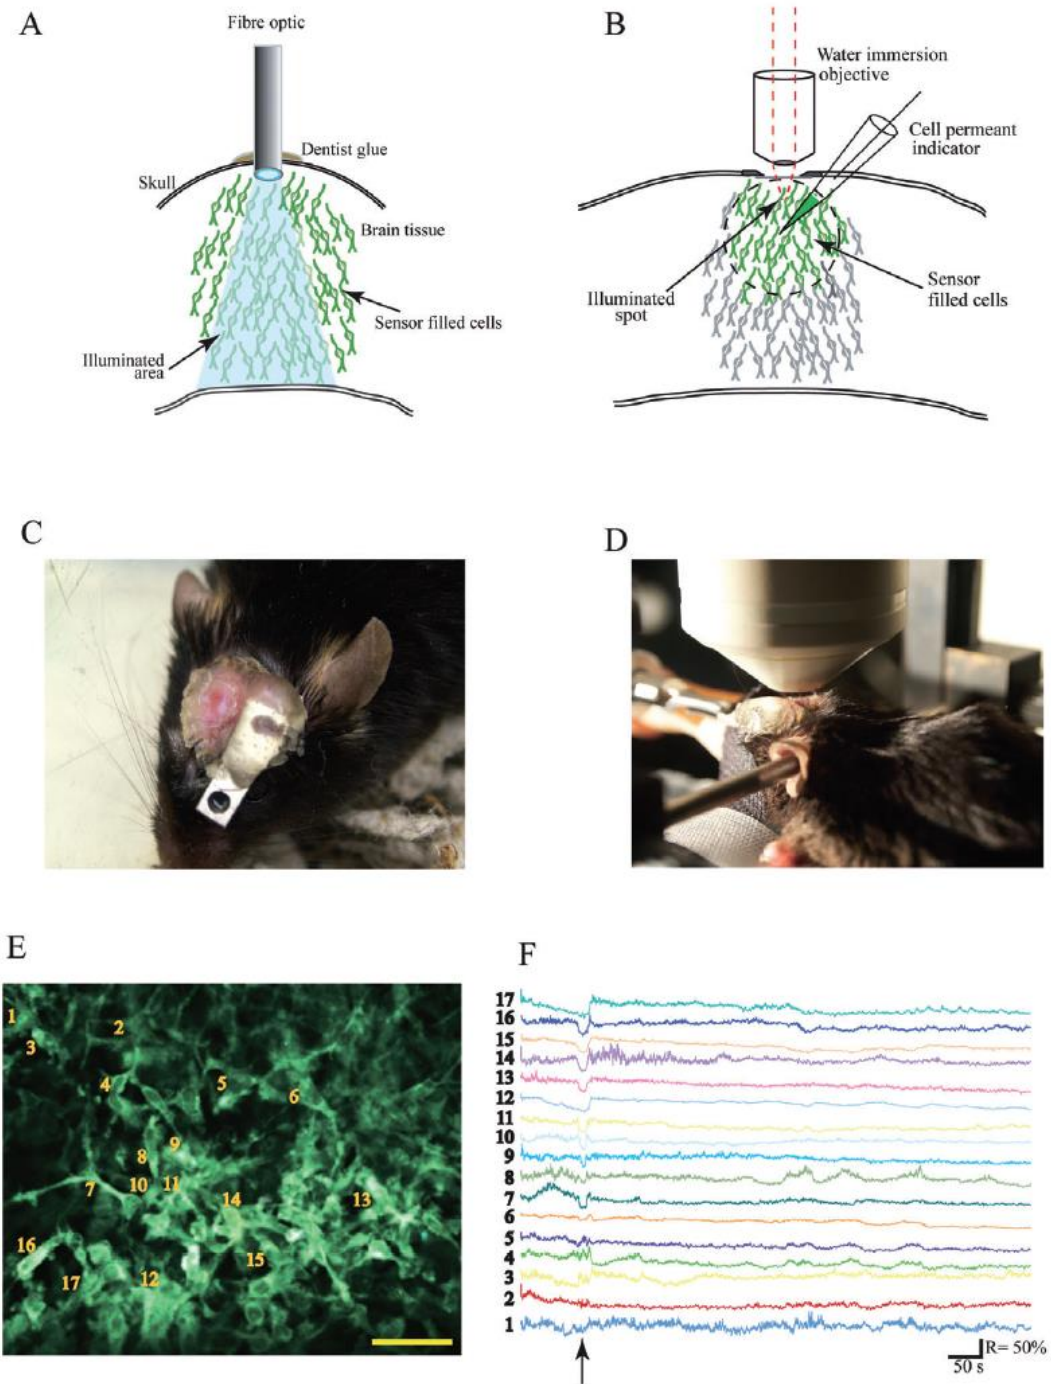 A
Fibre optic
Dentist glue
Skull
Brain tissue
Sensor filled cells
Illuminated
area
B
Water immersion
objective
Cell permeant
indicator
Illuminated
spot
Sensor
filled cells
C
D
E
1
2
3
4
5
6
9
8
7
10
11
14
13
16
15
17
12
F
17
16
15
14
13
12
11
10
9
8
7
6
5
4
3
2
1
R= 50%
50 s